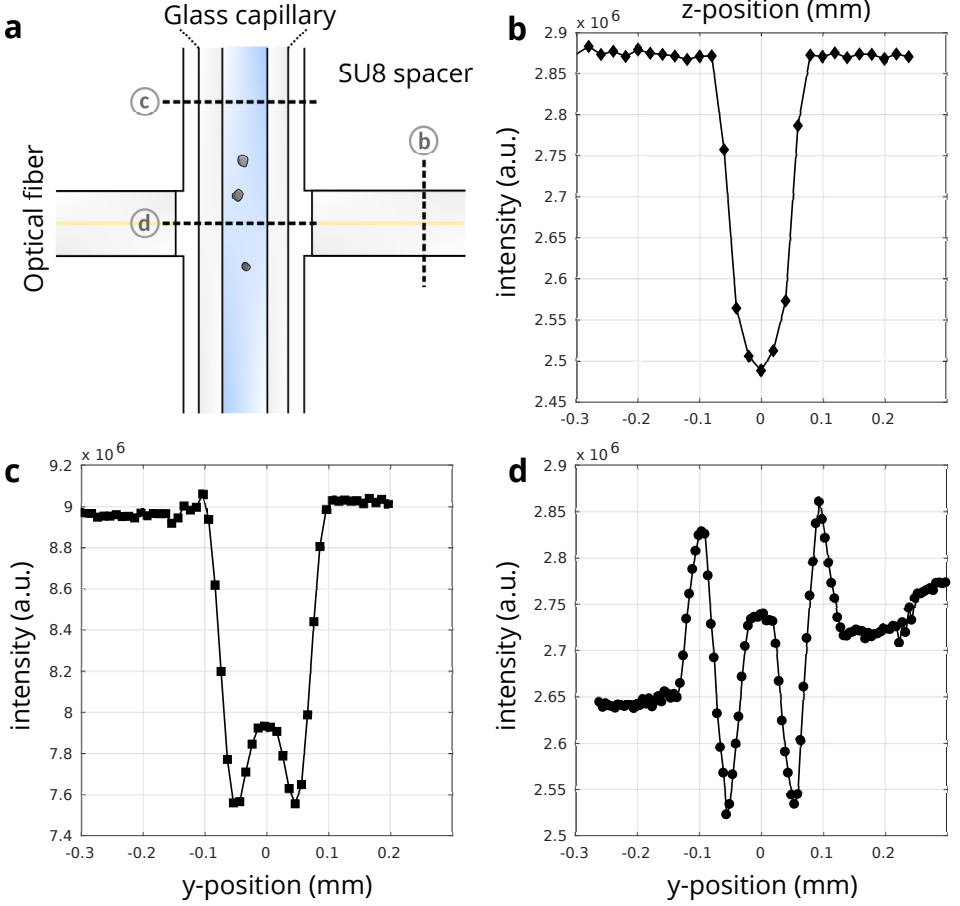 a
Glass capillary
SU8 spacer
c
b
Optical fiber
d
b
z-position (mm)
x 10 6
2.9
2.85
2.8
2.75
2.7
2.65
2.6
2.55
2.5
2.45
intensity (a.u.)
-0.3 -0.2 -0.1 0 0.1 0.2
c
x 10 6
9.2
9
8.8
8.6
8.4
8.2
8
7.8
7.6
7.4
intensity (a.u.)
-0.3 -0.2 -0.1 0 0.1 0.2
y-position (mm)
d
x 10 6
2.9
2.85
2.8
2.75
2.7
2.65
2.6
2.55
2.5
intensity (a.u.)
-0.3 -0.2 -0.1 0 0.1 0.2
y-position (mm)